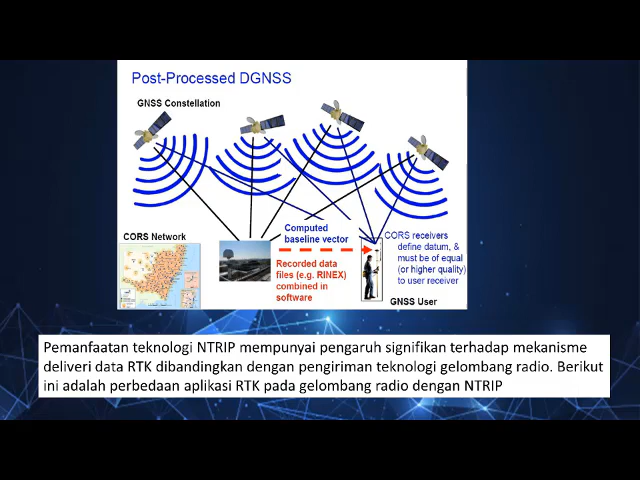 Post-Processed DGNSS
GNSS Constellation
CORS Network
Computed
baseline vector
Recorded data
files (e.g. RINEX)
combined in
software
CORS receivers
define datum, &
must be of equal
(or higher quality)
to user receiver
GNSS User
Pemanfaatan teknologi NTRIP mempunyai pengaruh signifikan terhadap mekanisme
deliveri data RTK dibandingkan dengan pengiriman teknologi gelombang radio. Berikut
ini adalah perbedaan aplikasi RTK pada gelombang radio dengan NTRIP